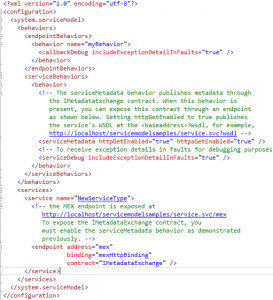 <?xml version="1.0" encoding="utf-8"?>
<configuration>
<system.serviceModel>
<behaviors>
<endpointBehaviors>
<behavior name="myBehavior">
<callbackDebug includeExceptionDetailInFaults="true" />
</behavior>
</endpointBehaviors>
<serviceBehaviors>
<behavior>
<!-- The serviceMetadata behavior publishes metadata through
the IMetadataExchange contract. When this behavior is
present, you can expose this contract through an endpoint
as shown below. Setting httpGetEnabled to true publishes
the service's WSDL at the <baseaddress>?wsdl, for example,
http://localhost/servicemodelsamples/service.svc?wsdl -->
<serviceMetadata httpGetEnabled="true" httpsGetEnabled="true" />
<!-- To receive exception details in faults for debugging purposes
<serviceDebug includeExceptionDetailInFaults="true" />
</behavior>
</serviceBehaviors>
</behaviors>
<services>
<service name="NewServiceType">
<!-- the MEX endpoint is exposed at
http://localhost/servicemodelsamples/service.svc/mex
To expose the IMetadataExchange contract, you
must enable the serviceMetadata behavior as demonstrated
previously. -->
<endpoint address="mex"
binding="mexHttpBinding"
contract="IMetadataExchange" />
</service>
</services>
</system.serviceModel>
</configuration>